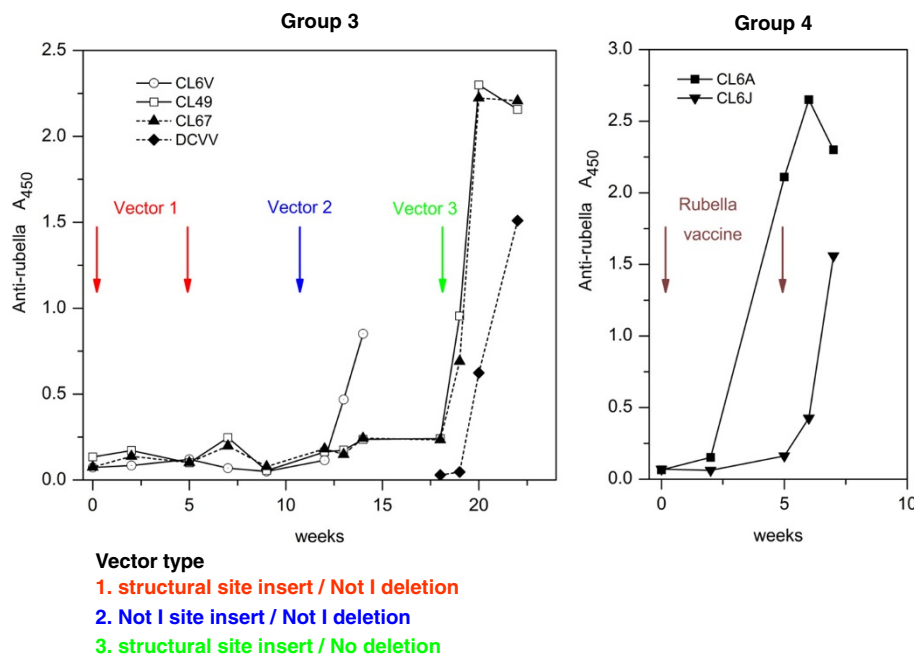 Group 3
Group 4
2.5
2.0
1.5
1.0
0.5
0.0
Anti-rubella A450
CL6V
CL49
CL67
DCVV
Vector 1
Vector 2
Vector 3
0
5
10
15
20
weeks
3.0
2.5
2.0
1.5
1.0
0.5
0.0
Anti-rubella A450
CL6A
CL6J
Rubella
vaccine
0
5
10
weeks
Vector type
1. structural site insert / Not I deletion
2. Not I site insert / Not I deletion
3. structural site insert / No deletion